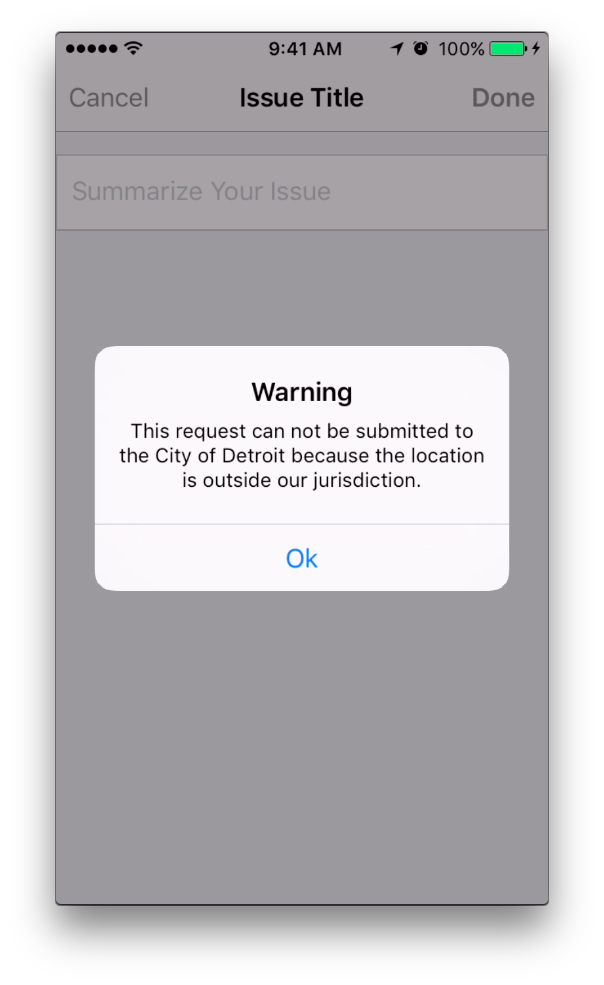 9:41 AM 100%
Cancel Issue Title Done
Summarize Your Issue
Warning
This request can not be submitted to
the City of Detroit because the location
is outside our jurisdiction.
Ok